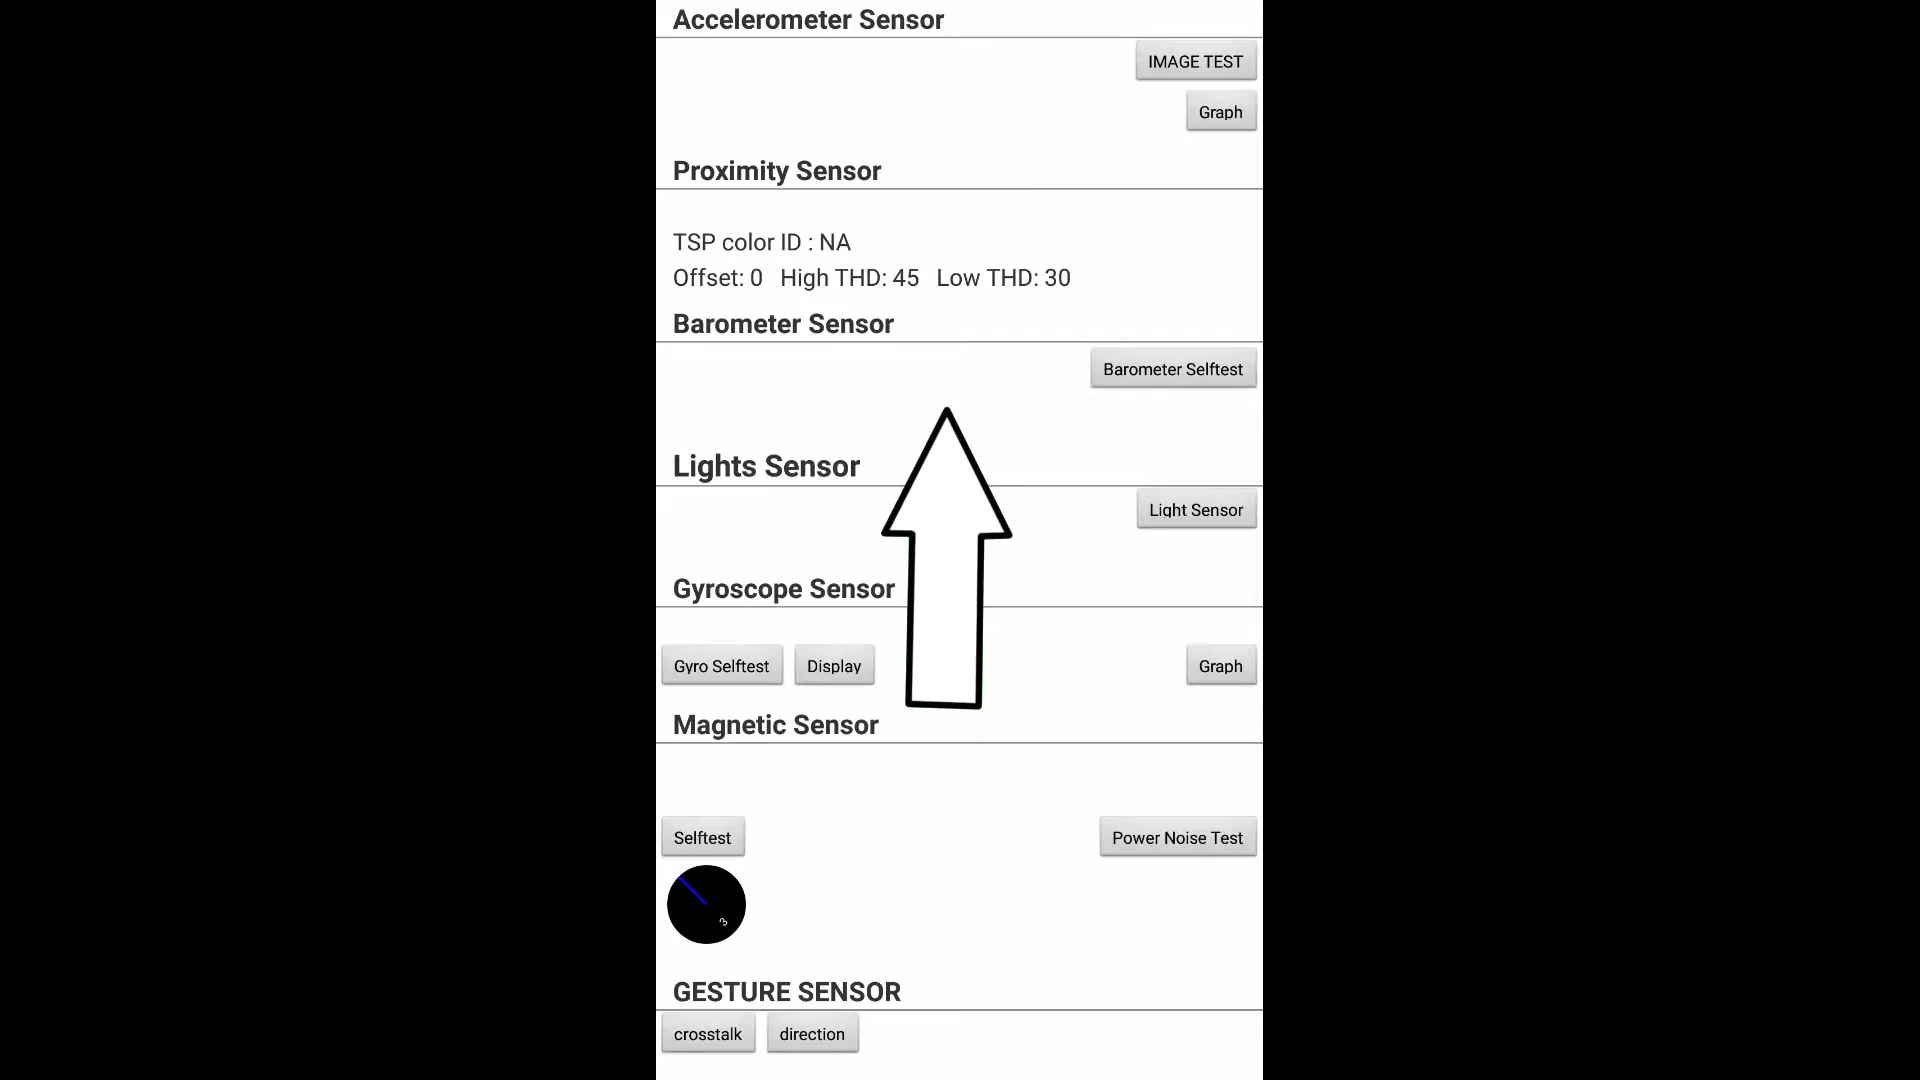 Accelerometer Sensor
IMAGE TEST
Graph
Proximity Sensor
TSP color ID : NA
Offset: 0 High THD: 45 Low THD: 30
Barometer Sensor
Barometer Selftest
Lights Sensor
Light Sensor
Gyroscope Sensor
Gyro Selftest Display Graph
Magnetic Sensor
Selftest Power Noise Test
3
GESTURE SENSOR
crosstalk direction